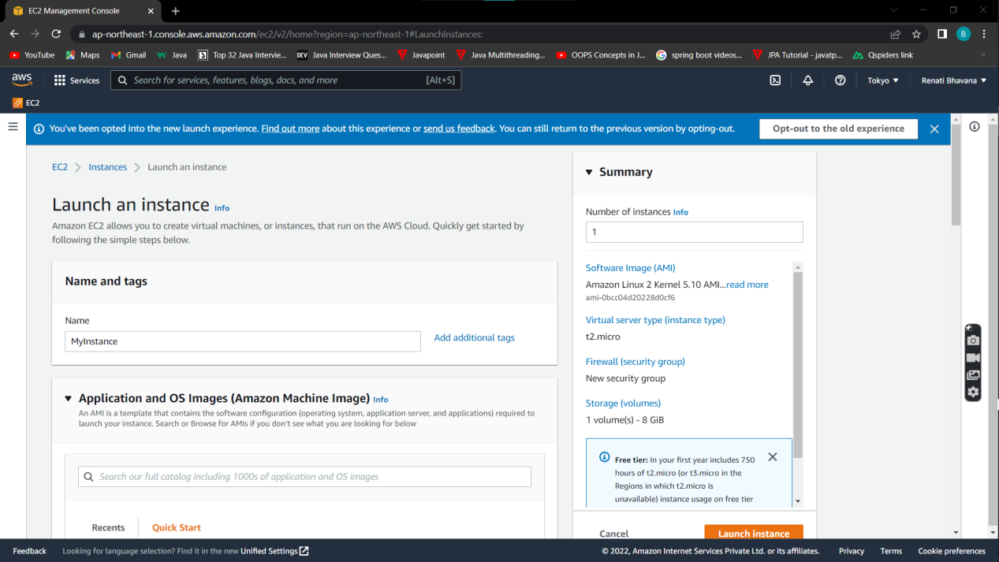 EC2 Management Console
ap-northeast-1.console.aws.amazon.com/ec2/v2/home?region=ap-northeast-1#LaunchInstances:
B
YouTube Maps Gmail Java Top 32 Java Intervie... DEV Java Interview Ques... Javapoint Java Multithreading... OOPS Concepts in J... spring boot videos... JPA Tutorial - javatp... Qspiders link
aws Services Search for services, features, blogs, docs, and more [Alt+S] Tokyo Renati Bhavana
EC2
You've been opted into the new launch experience. Find out more about this experience or send us feedback. You can still return to the previous version by opting-out. Opt-out to the old experience
EC2 Instances Launch an instance
Launch an instance Info
Amazon EC2 allows you to create virtual machines, or instances, that run on the AWS Cloud. Quickly get started by
following the simple steps below.
Name and tags
Name
MyInstance
Add additional tags
Application and OS Images (Amazon Machine Image) Info
An AMI is a template that contains the software configuration (operating system, application server, and applications) required to
launch your instance. Search or Browse for AMIs if you don't see what you are looking for below
Search our full catalog including 1000s of application and OS images
Recents Quick Start
Summary
Number of instances Info
1
Software Image (AMI)
Amazon Linux 2 Kernel 5.10 AMI...read more
ami-0bcc04d20228d0cf6
Virtual server type (instance type)
t2.micro
Firewall (security group)
New security group
Storage (volumes)
1 volume(s) - 8 GiB
Free tier: In your first year includes 750
hours of t2.micro (or t3.micro in the
Regions in which t2.micro is
unavailable) instance usage on free tier
Cancel Launch instance
Feedback Looking for language selection? Find it in the new Unified Settings © 2022, Amazon Internet Services Private Ltd. or its affiliates. Privacy Terms Cookie preferences